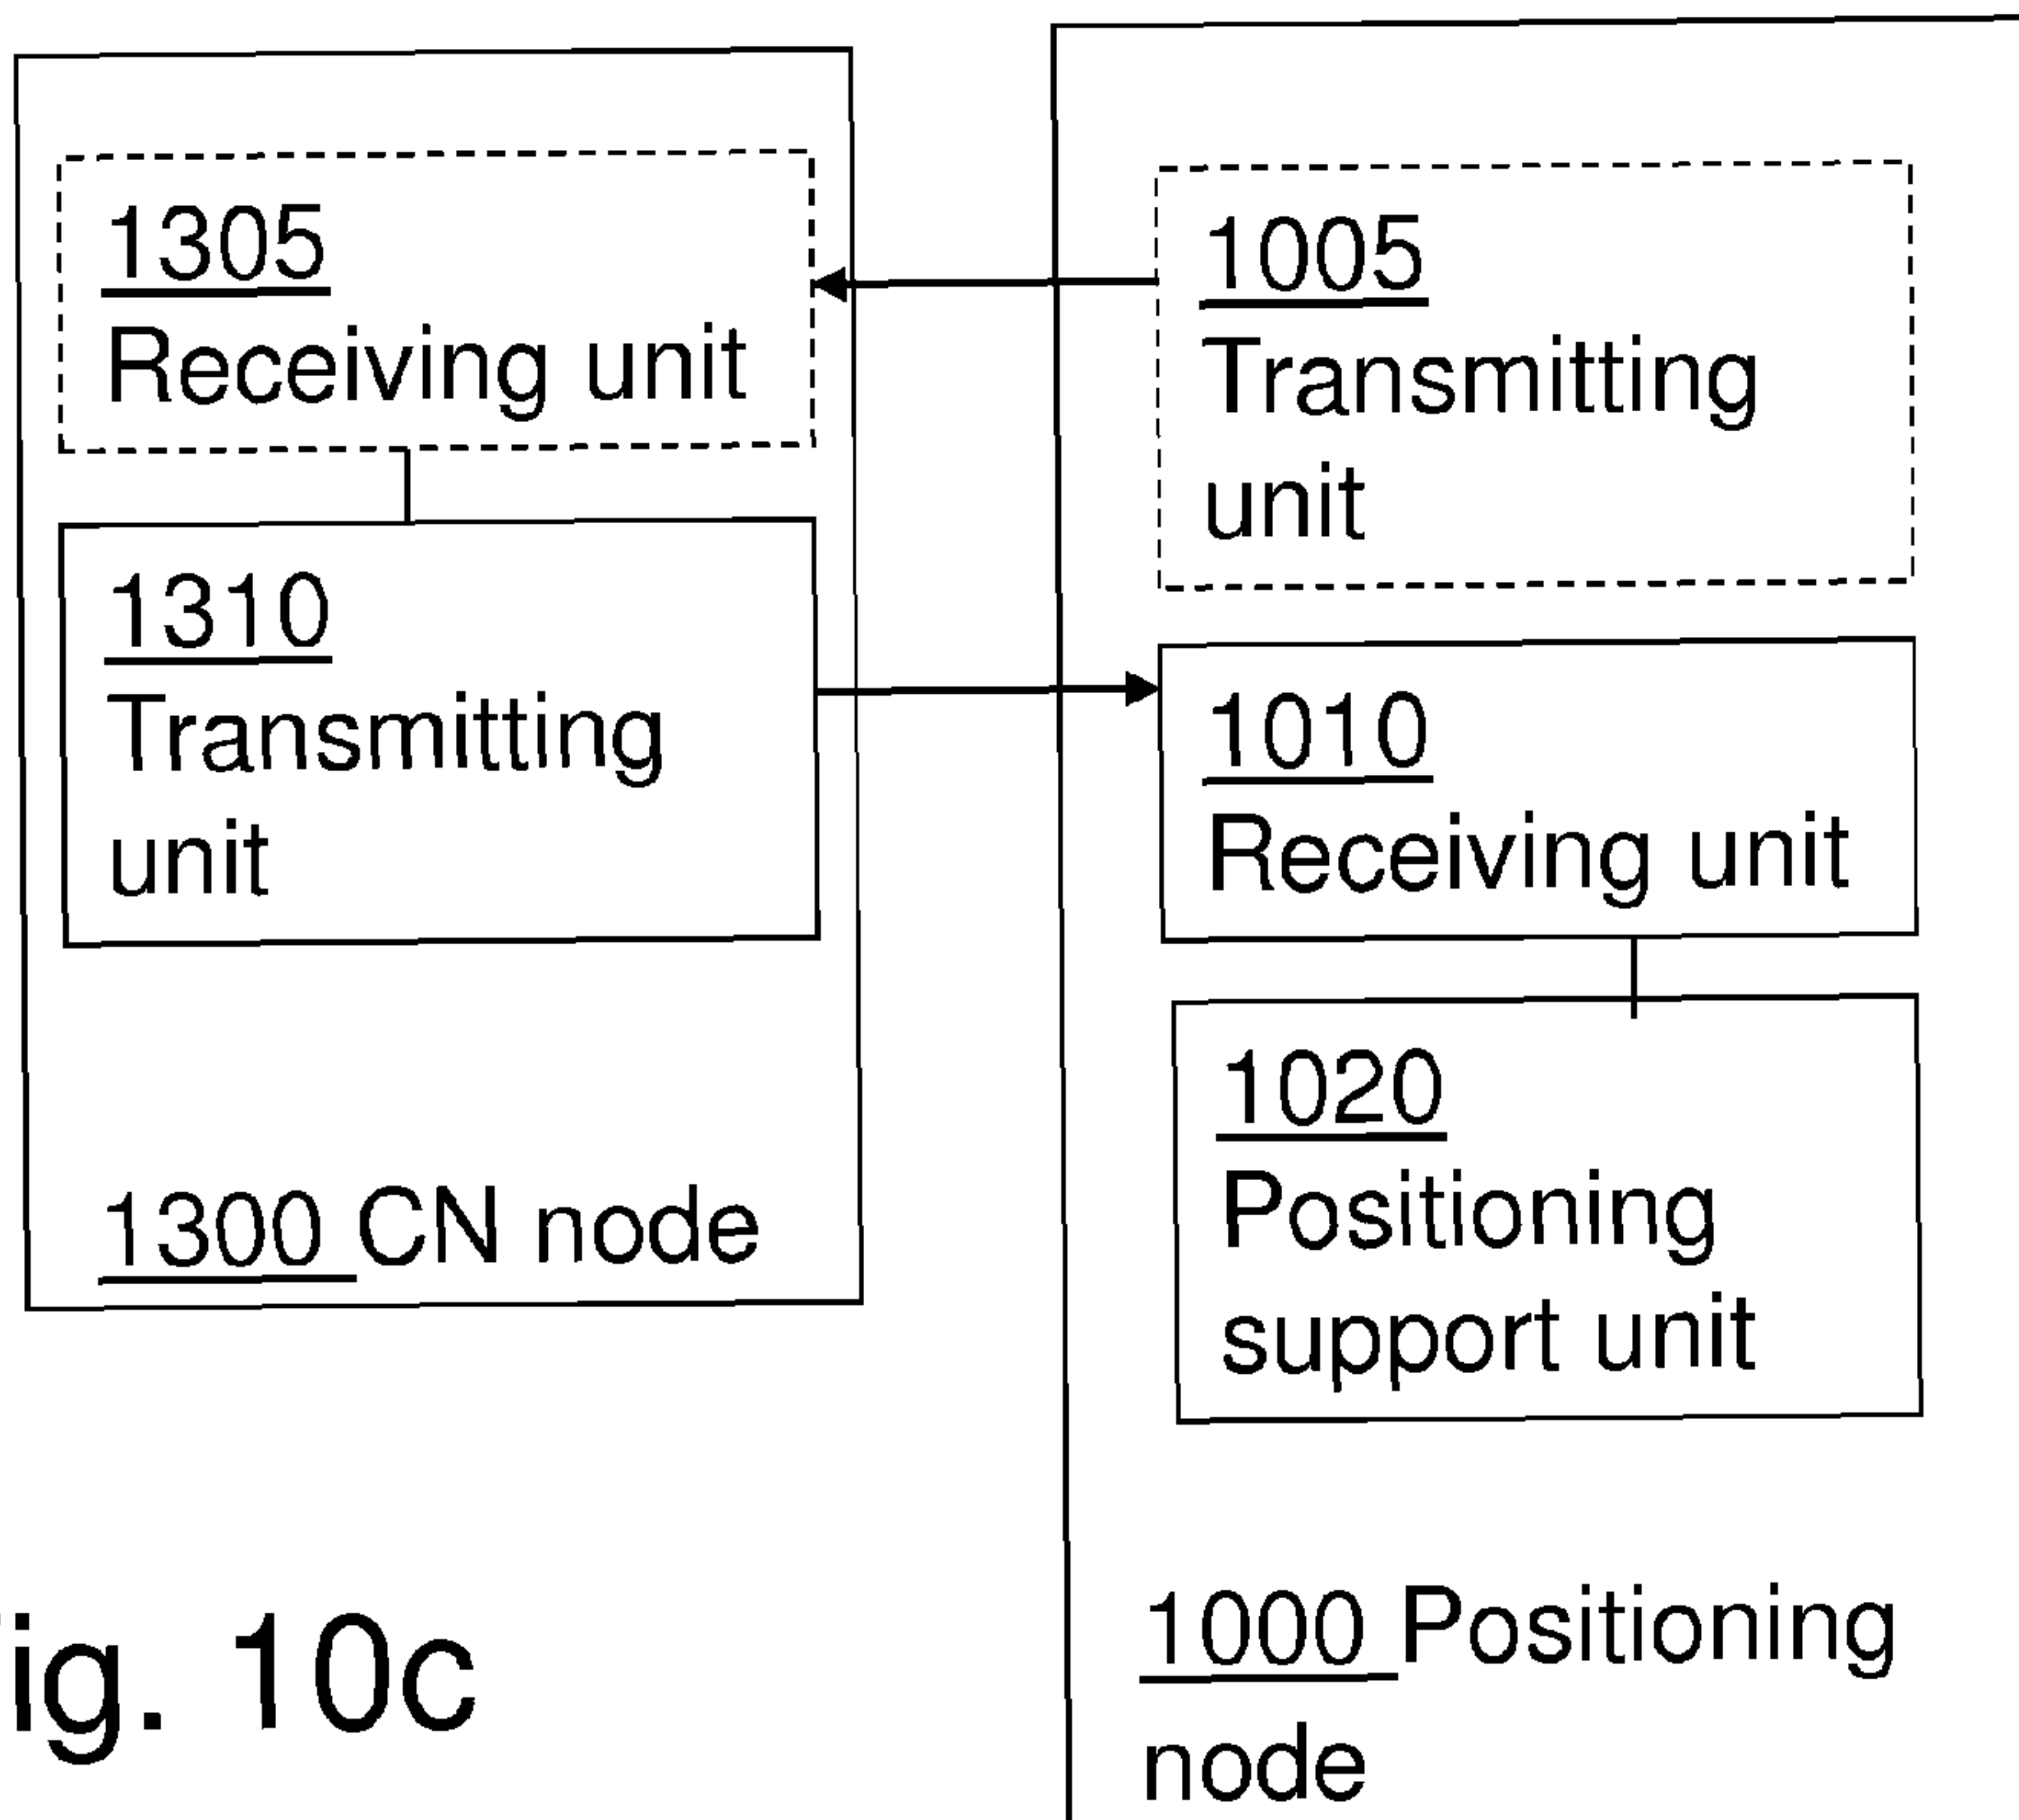 1305
Receiving unit
1310
Transmitting
unit
1300 CN node
1005
Transmitting
unit
1010
Receiving unit
1020
Positioning
support unit
1000 Positioning
node
ig. 10c